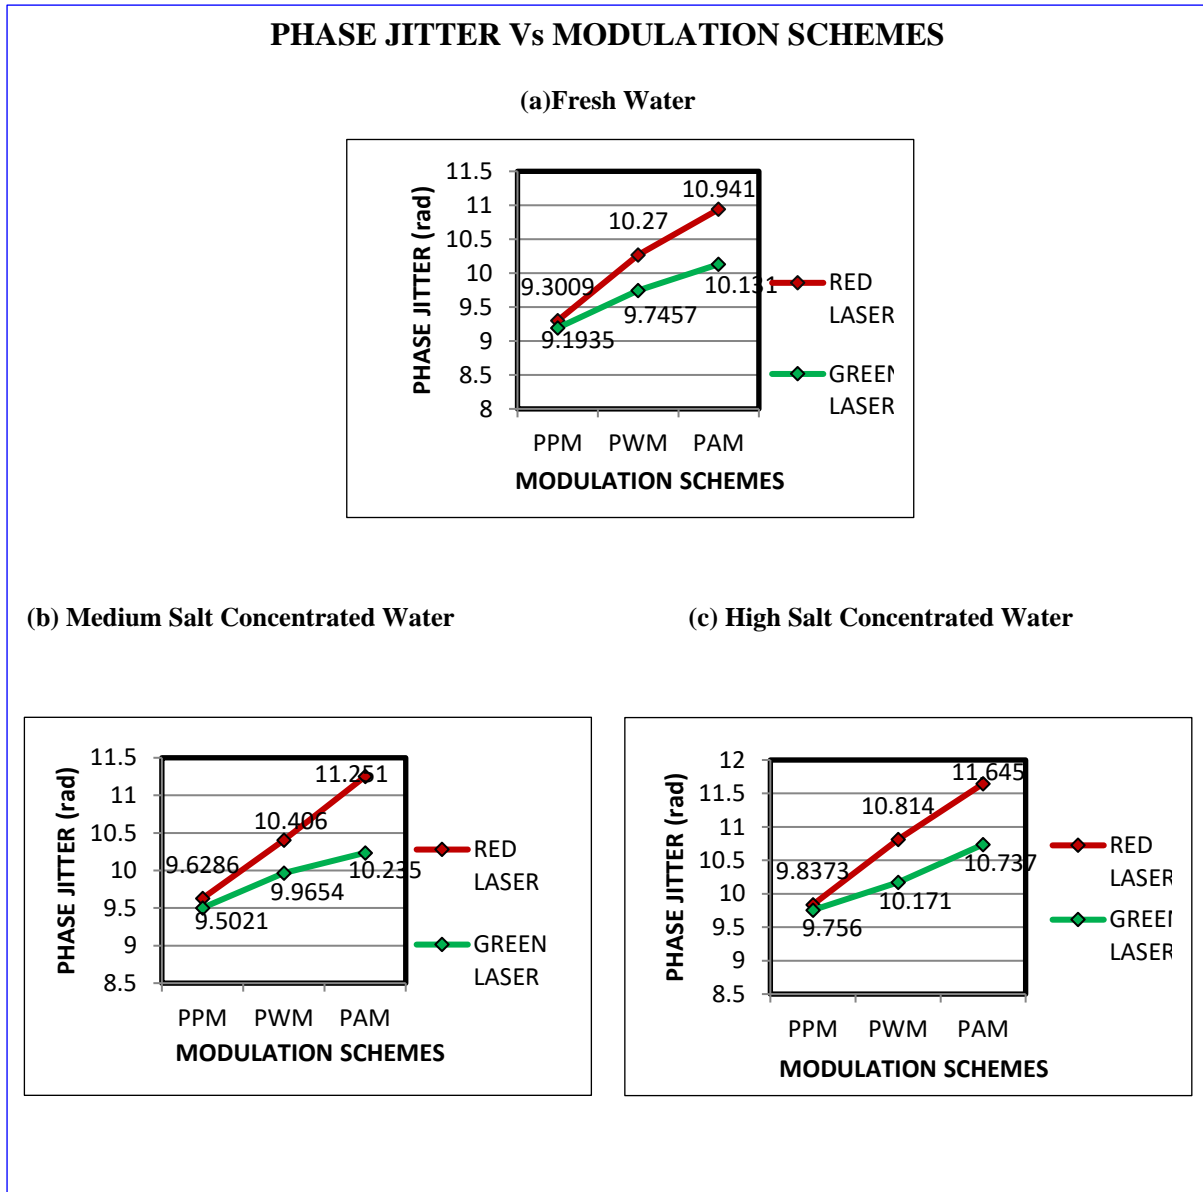 PHASE JITTER Vs MODULATION SCHEMES
(a)Fresh Water
PHASE JITTER (rad)
11.5
11
10.5
10
9.5
9
8.5
8
9.3009
10.27
10.941
9.1935
9.7457
10.131
PPM PWM PAM
MODULATION SCHEMES
RED
LASER
GREEN
LASER
(b) Medium Salt Concentrated Water
PHASE JITTER (rad)
11.5
11
10.5
10
9.5
9
8.5
9.6286
10.406
11.251
9.5021
9.9654
10.235
PPM PWM PAM
MODULATION SCHEMES
RED
LASER
GREEN
LASER
(c) High Salt Concentrated Water
PHASE JITTER (rad)
12
11.5
11
10.5
10
9.5
9
8.5
9.8373
10.814
11.645
9.756
10.171
10.737
PPM PWM PAM
MODULATION SCHEMES
RED
LASER
GREEN
LASER